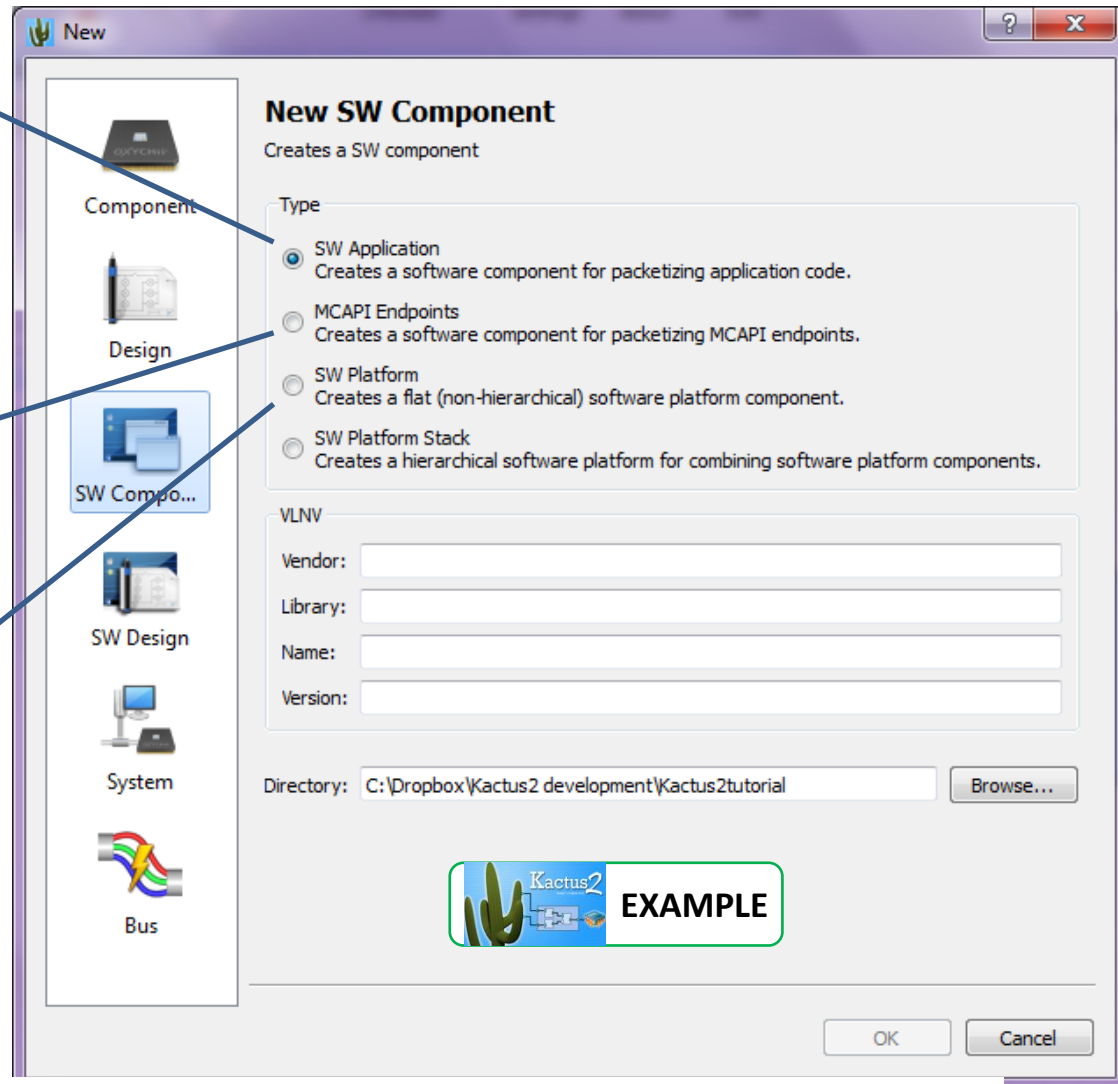 New
New SW Component
Creates a SW component
Component
Design
SW Compo...
SW Design
System
Bus
Type
SW Application
Creates a software component for packetizing application code.
MCAPI Endpoints
Creates a software component for packetizing MCAPI endpoints.
SW Platform
Creates a flat (non-hierarchical) software platform component.
SW Platform Stack
Creates a hierarchical software platform for combining software platform components.
VLNV
Vendor:
Library:
Name:
Version:
Directory: C:\Dropbox\Kactus2 development\Kactus2tutorial Browse...
Kactus2
EXAMPLE
OK Cancel